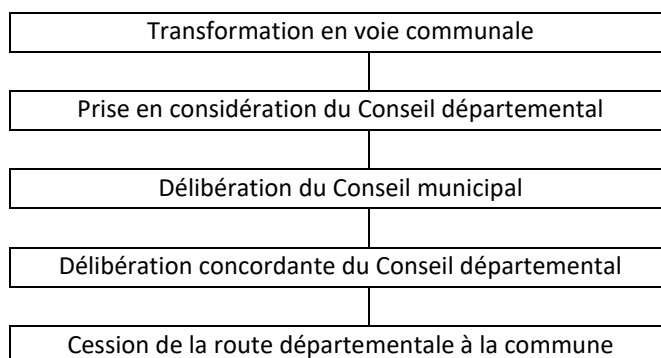 Transformation en voie communale
Prise en considération du Conseil départemental
Délibération du Conseil municipal
Délibération concordante du Conseil départemental
Cession de la route départementale à la commune